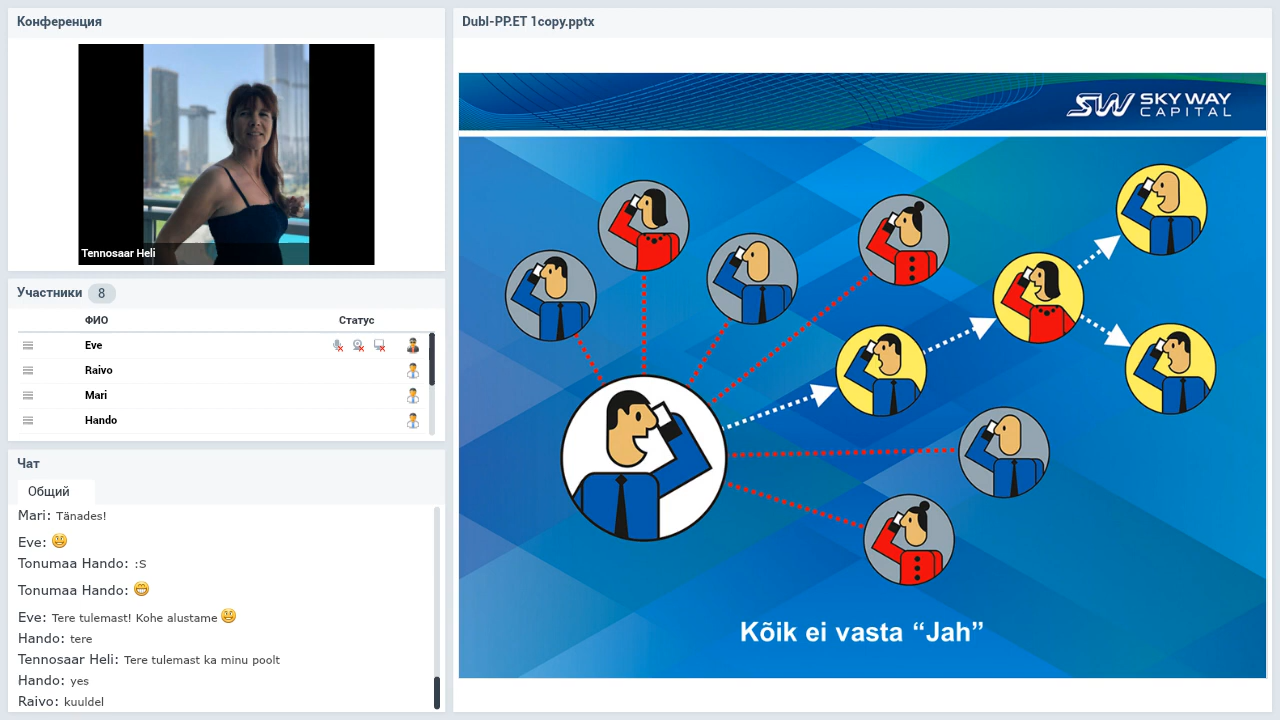 Конференция
Tennosaar Heli
Участники 8
ФИО Статус
Eve
Raivo
Mari
Hando
Чат
Общий
Mari: Tänades!
Eve:
Tonumaa Hando: :S
Tonumaa Hando:
Eve: Tere tulemast! Kohe alustame
Hando: tere
Tennosaar Heli: Tere tulemast ka minu poolt
Hando: yes
Raivo: kuuldel
Dubl-PP.ET 1copy.pptx
SW SKY WAY
CAPITAL
Kõik ei vasta “Jah”